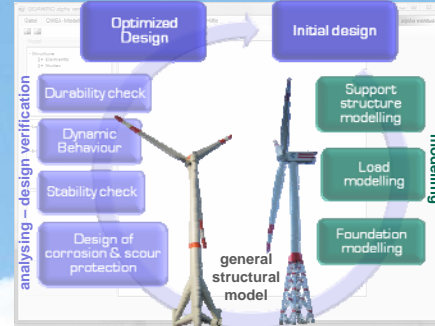 Optimized
Design
Initial design
analysing – design verification
Durability check
Dynamic
Behaviour
Stability check
Design of
corrosion & scour
protection
general
structural
model
Support
structure
modelling
Load
modelling
Foundation
modelling
modelling